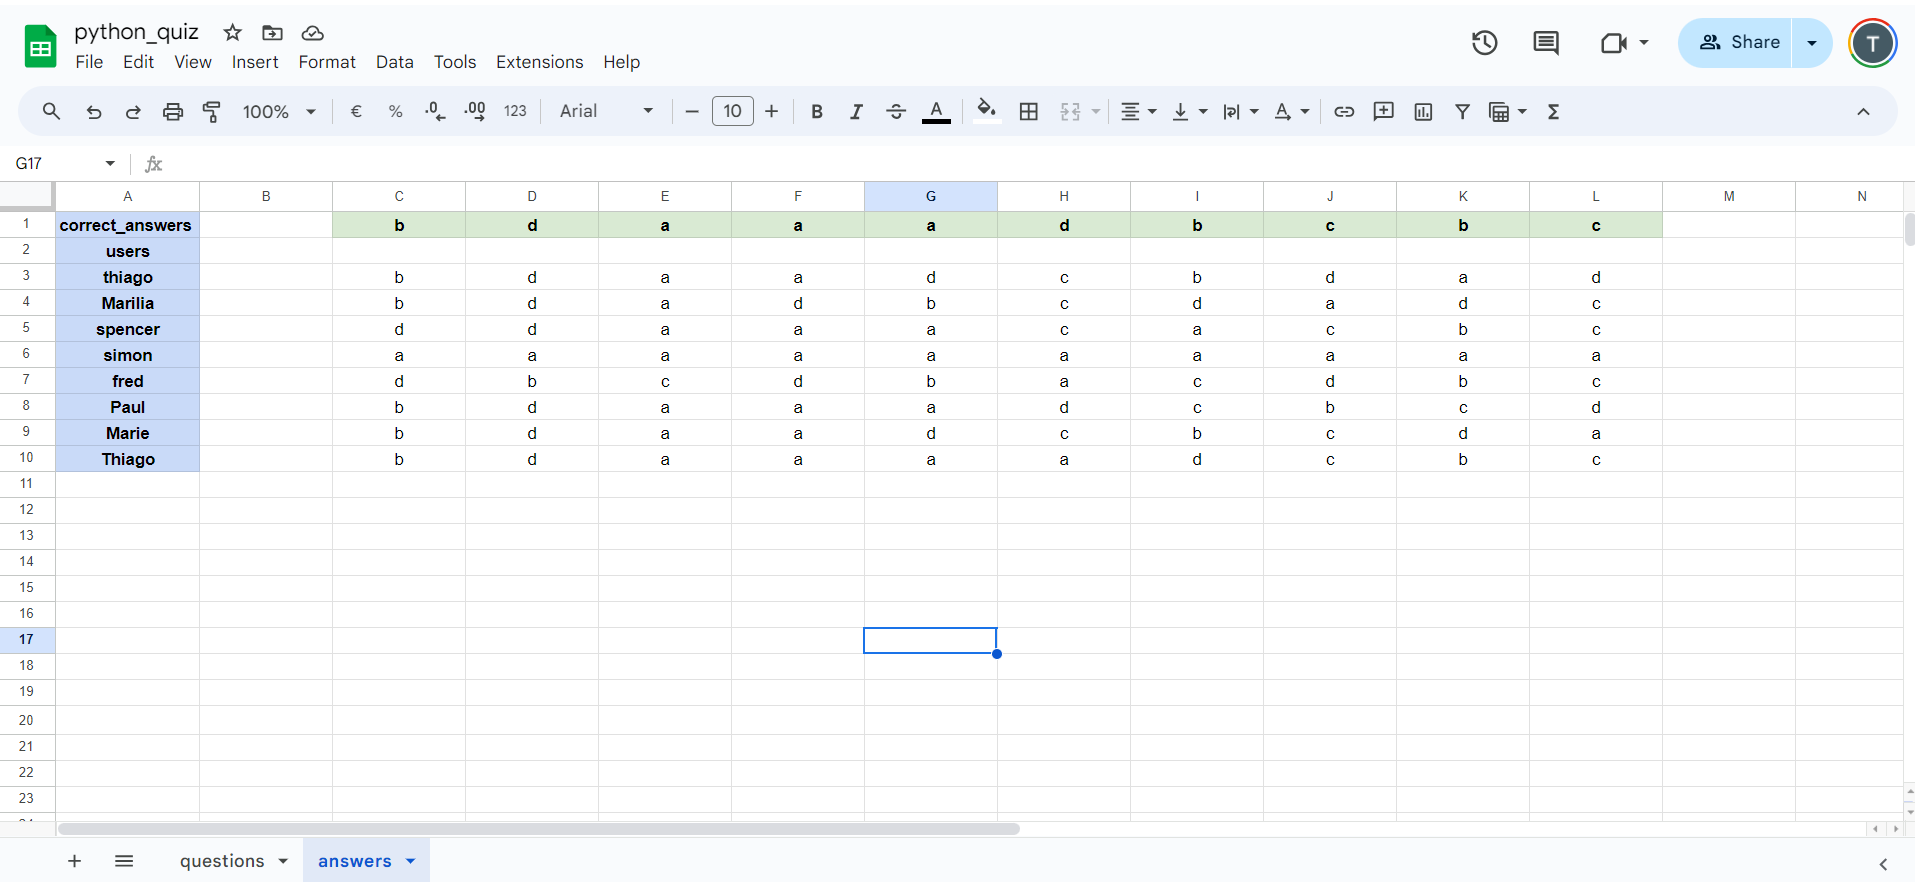 python_quiz
File Edit View Insert Format Data Tools Extensions Help
Share
T
100% € % .0 .00 123 Arial 10 B I A Σ
G17 fx
A B C D E F G H I J K L M N
1 correct_answers b d a a a d b c b c
2 users
3 thiago b d a a d c b d a d
4 Marilia b d a d b c d a d c
5 spencer d d a a a c a c b c
6 simon a a a a a a a a a a
7 fred d b c d b a c d b c
8 Paul b d a a a d c b c d
9 Marie b d a a d c b c d a
10 Thiago b d a a a a d c b c
11
12
13
14
15
16
17
18
19
20
21
22
23
questions answers